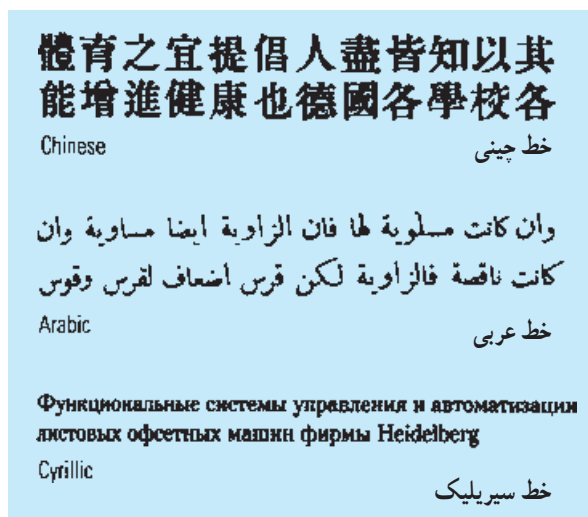 體育之宜提倡人盡皆知以其
能增進健康也德國各學校各
Chinese
خط چینی
وان كانت مسلوية لها فان الزاوية ايضا مساوية وان
كانت ناقصة فالزاوية لكن قرس اضعاف لقرس وقوس
Arabic
خط عربی
Функциональные системы управления и автоматизации
листовых офсетных машин фирмы Heidelberg
Cyrillic
خط سیریلیک